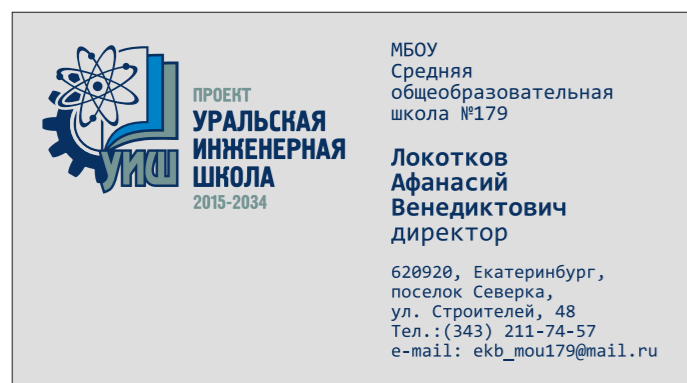 УИШ
ПРОЕКТ
УРАЛЬСКАЯ
ИНЖЕНЕРНАЯ
ШКОЛА
2015-2034
МБОУ
Средняя
общеобразовательная
школа №179
Локотков
Афанасий
Венедиктович
директор
620920, Екатеринбург,
поселок Северка,
ул. Строителей, 48
Тел.:(343) 211-74-57
e-mail: ekb_mou179@mail.ru